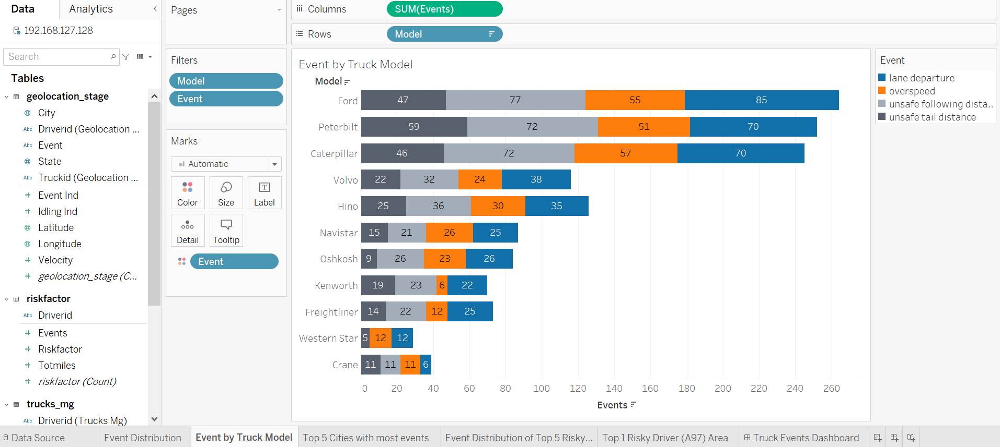 Data
Analytics
192.168.127.128
Search
Tables
geolocation_stage
City
Abc Driverid (Geolocation ...
Abc Event
State
Abc Truckid (Geolocation ...
# Event Ind
# Idling Ind
Latitude
Longitude
# Velocity
# geolocation_stage (C...
riskfactor
Abc Driverid
# Events
# Riskfactor
# Totmiles
# riskfactor (Count)
trucks_mg
Abc Driverid (Trucks Mg)
Pages
Filters
Model
Event
Marks
Automatic
Color Size Label
Detail Tooltip
Event
Columns SUM(Events)
Rows Model
Event by Truck Model
Model
Ford 47 77 55 85
Peterbilt 59 72 51 70
Caterpillar 46 72 57 70
Volvo 22 32 24 38
Hino 25 36 30 35
Navistar 15 21 26 25
Oshkosh 9 26 23 26
Kenworth 19 23 6 22
Freightliner 14 22 12 25
Western Star 5 12 12
Crane 11 11 11 6
0 20 40 60 80 100 120 140 160 180 200 220 240 260
Events
Event
lane departure
overspeed
unsafe following dista..
unsafe tail distance
Data Source
Event Distribution
Event by Truck Model
Top 5 Cities with most events
Event Distribution of Top 5 Risky...
Top 1 Risky Driver (A97) Area
Truck Events Dashboard